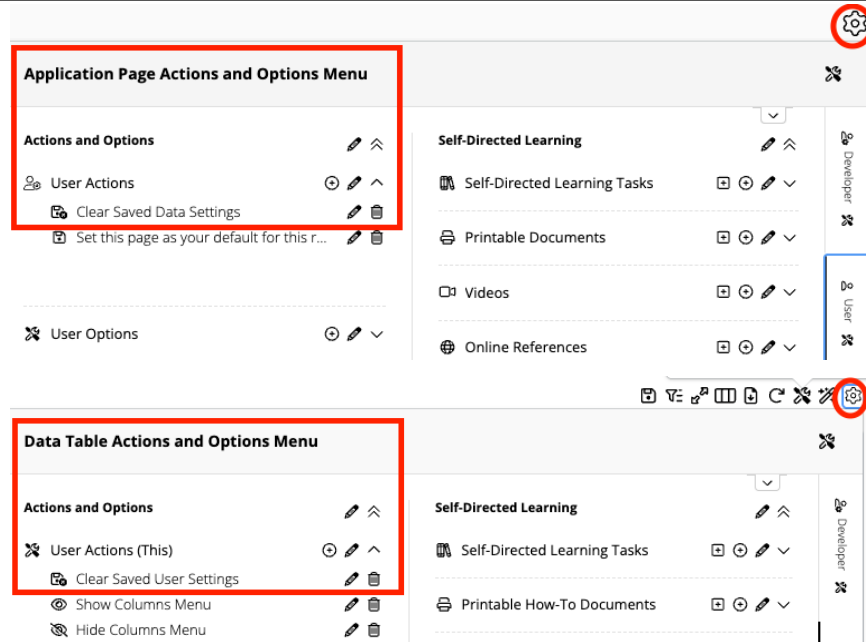 Application Page Actions and Options Menu
Actions and Options
Self-Directed Learning
User Actions
Self-Directed Learning Tasks
Clear Saved Data Settings
Set this page as your default for this r...
Printable Documents
Videos
User Options
Online References
Developer
User
Data Table Actions and Options Menu
Actions and Options
Self-Directed Learning
User Actions (This)
Self-Directed Learning Tasks
Clear Saved User Settings
Show Columns Menu
Printable How-To Documents
Hide Columns Menu
Developer